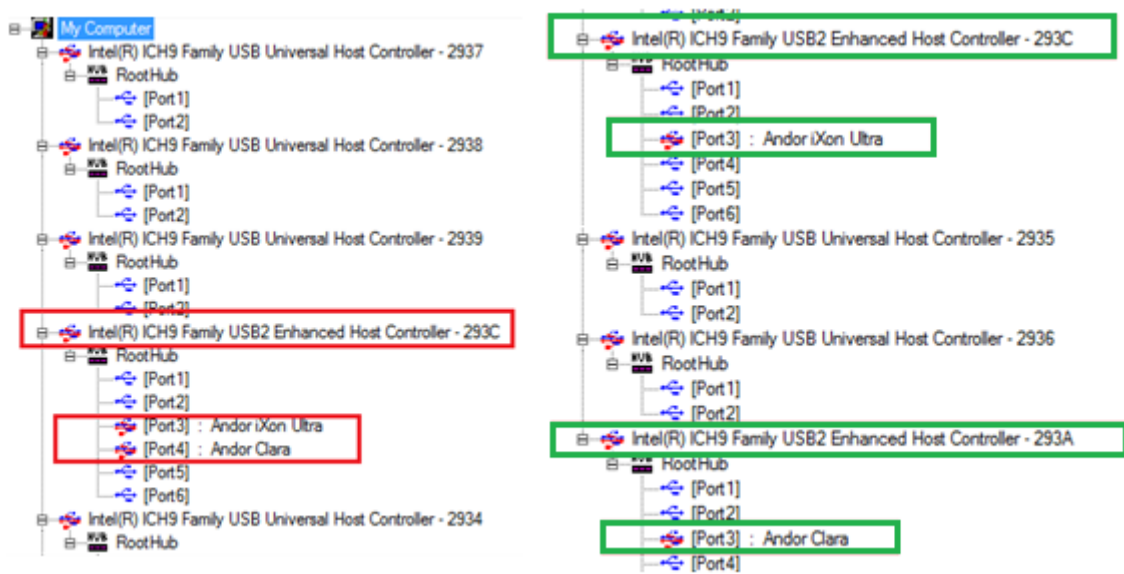 My Computer
Intel(R) ICH9 Family USB Universal Host Controller - 2937
RootHub
[Port1]
[Port2]
Intel(R) ICH9 Family USB Universal Host Controller - 2938
RootHub
[Port1]
[Port2]
Intel(R) ICH9 Family USB Universal Host Controller - 2939
RootHub
[Port1]
[Port2]
Intel(R) ICH9 Family USB2 Enhanced Host Controller - 293C
RootHub
[Port1]
[Port2]
[Port3] : Andor iXon Ultra
[Port4] : Andor Clara
[Port5]
[Port6]
Intel(R) ICH9 Family USB Universal Host Controller - 2934
RootHub
Intel(R) ICH9 Family USB2 Enhanced Host Controller - 293C
RootHub
[Port1]
[Port2]
[Port3] : Andor iXon Ultra
[Port4]
[Port5]
[Port6]
Intel(R) ICH9 Family USB Universal Host Controller - 2935
RootHub
[Port1]
[Port2]
Intel(R) ICH9 Family USB Universal Host Controller - 2936
RootHub
[Port1]
[Port2]
Intel(R) ICH9 Family USB2 Enhanced Host Controller - 293A
RootHub
[Port1]
[Port2]
[Port3] : Andor Clara
[Port4]